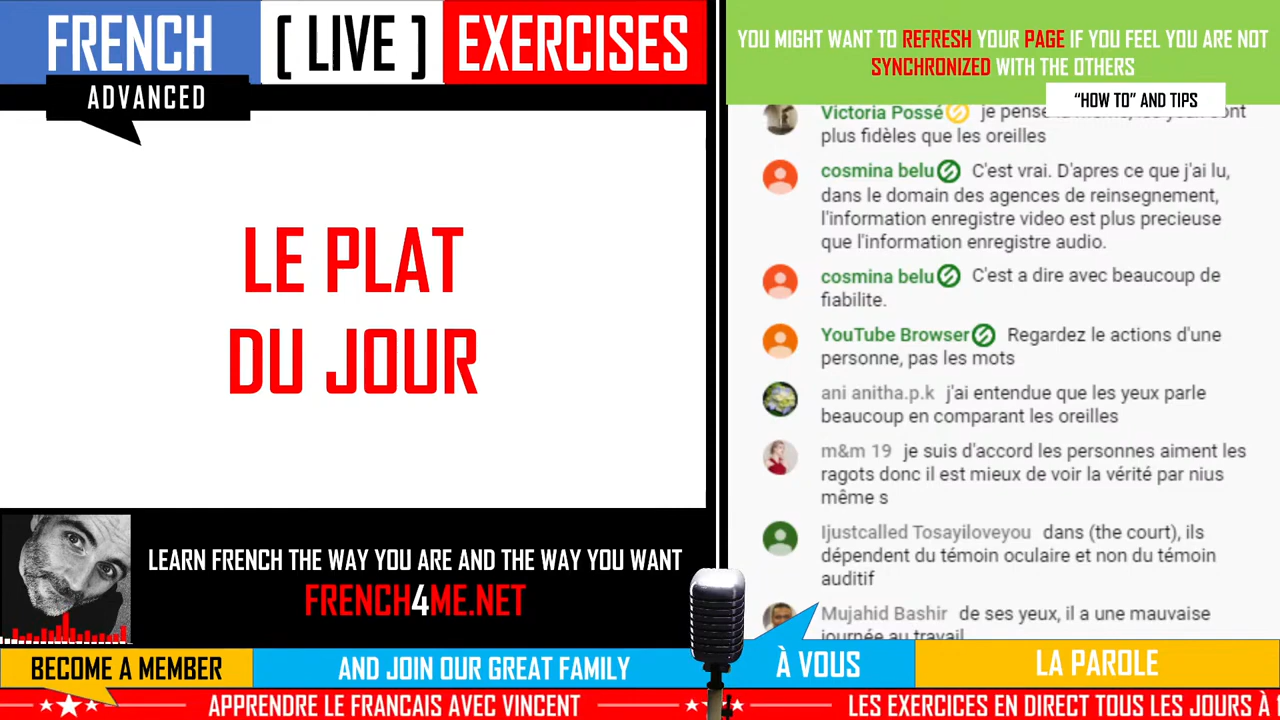 FRENCH [ LIVE ] EXERCISES
ADVANCED
LE PLAT
DU JOUR
LEARN FRENCH THE WAY YOU ARE AND THE WAY YOU WANT
FRENCH4ME.NET
BECOME A MEMBER
AND JOIN OUR GREAT FAMILY
YOU MIGHT WANT TO REFRESH YOUR PAGE IF YOU FEEL YOU ARE NOT
SYNCHRONIZED WITH THE OTHERS
“HOW TO” AND TIPS
Victoria Possé je pense
plus fidèles que les oreilles
cosmina belu C'est vrai. D'apres ce que j'ai lu,
dans le domain des agences de reinsegnement,
l'information enregistre video est plus precieuse
que l'information enregistre audio.
cosmina belu C'est a dire avec beaucoup de
fiabilite.
YouTube Browser Regardez le actions d'une
personne, pas les mots
ani anitha.p.k j'ai entendue que les yeux parle
beaucoup en comparant les oreilles
m&m 19 je suis d'accord les personnes aiment les
ragots donc il est mieux de voir la vérité par nius
même s
Ijustcalled Tosayiloveyou dans (the court), ils
dépendent du témoin oculaire et non du témoin
auditif
Mujahid Bashir de ses yeux, il a une mauvaise
journée au travail
À VOUS
LA PAROLE
APPRENDRE LE FRANCAIS AVEC VINCENT
LES EXERCICES EN DIRECT TOUS LES JOURS À